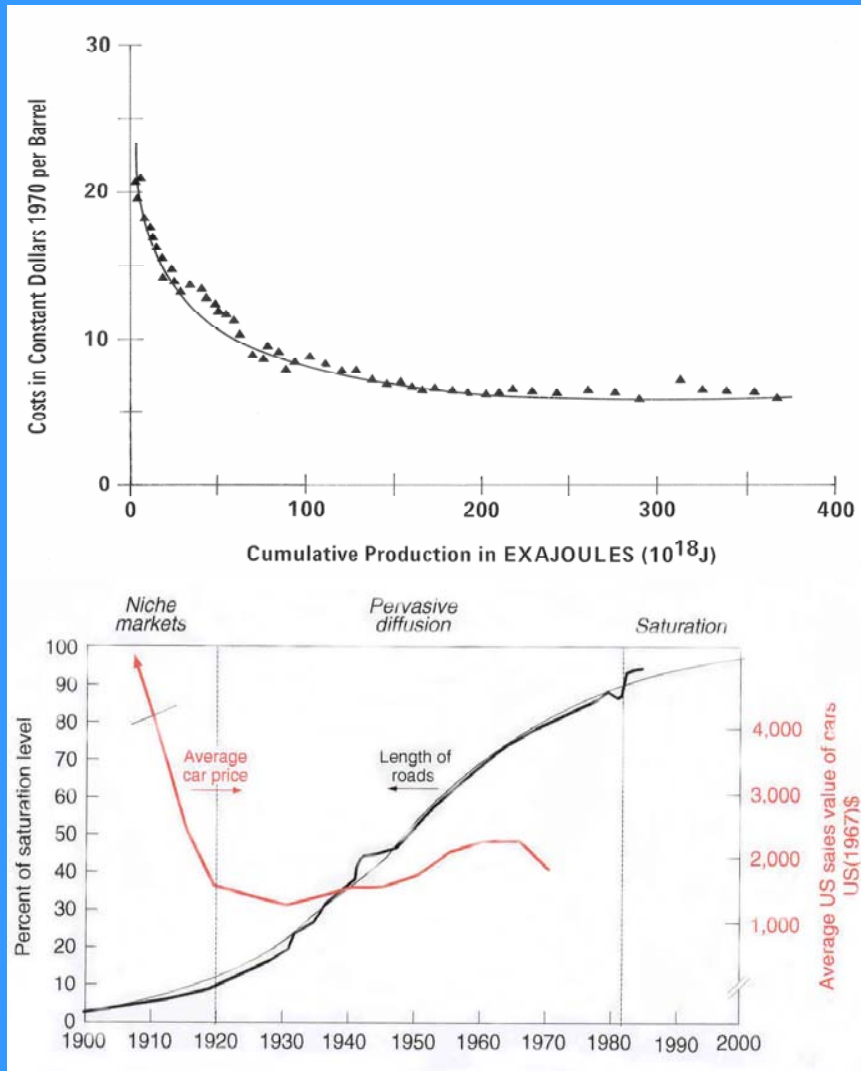 30
20
10
0
Costs in Constant Dollars 1970 per Barrel
0 100 200 300 400
Cumulative Production in EXAJOULES (10^18 J)
Niche markets
Pervasive diffusion
Saturation
100
90
80
70
60
50
40
30
20
10
0
Percent of saturation level
Average
car price
Length of
roads
4,000
3,000
2,000
1,000
Average US sales value of cars
US(1967)$
1900 1910 1920 1930 1940 1950 1960 1970 1980 1990 2000